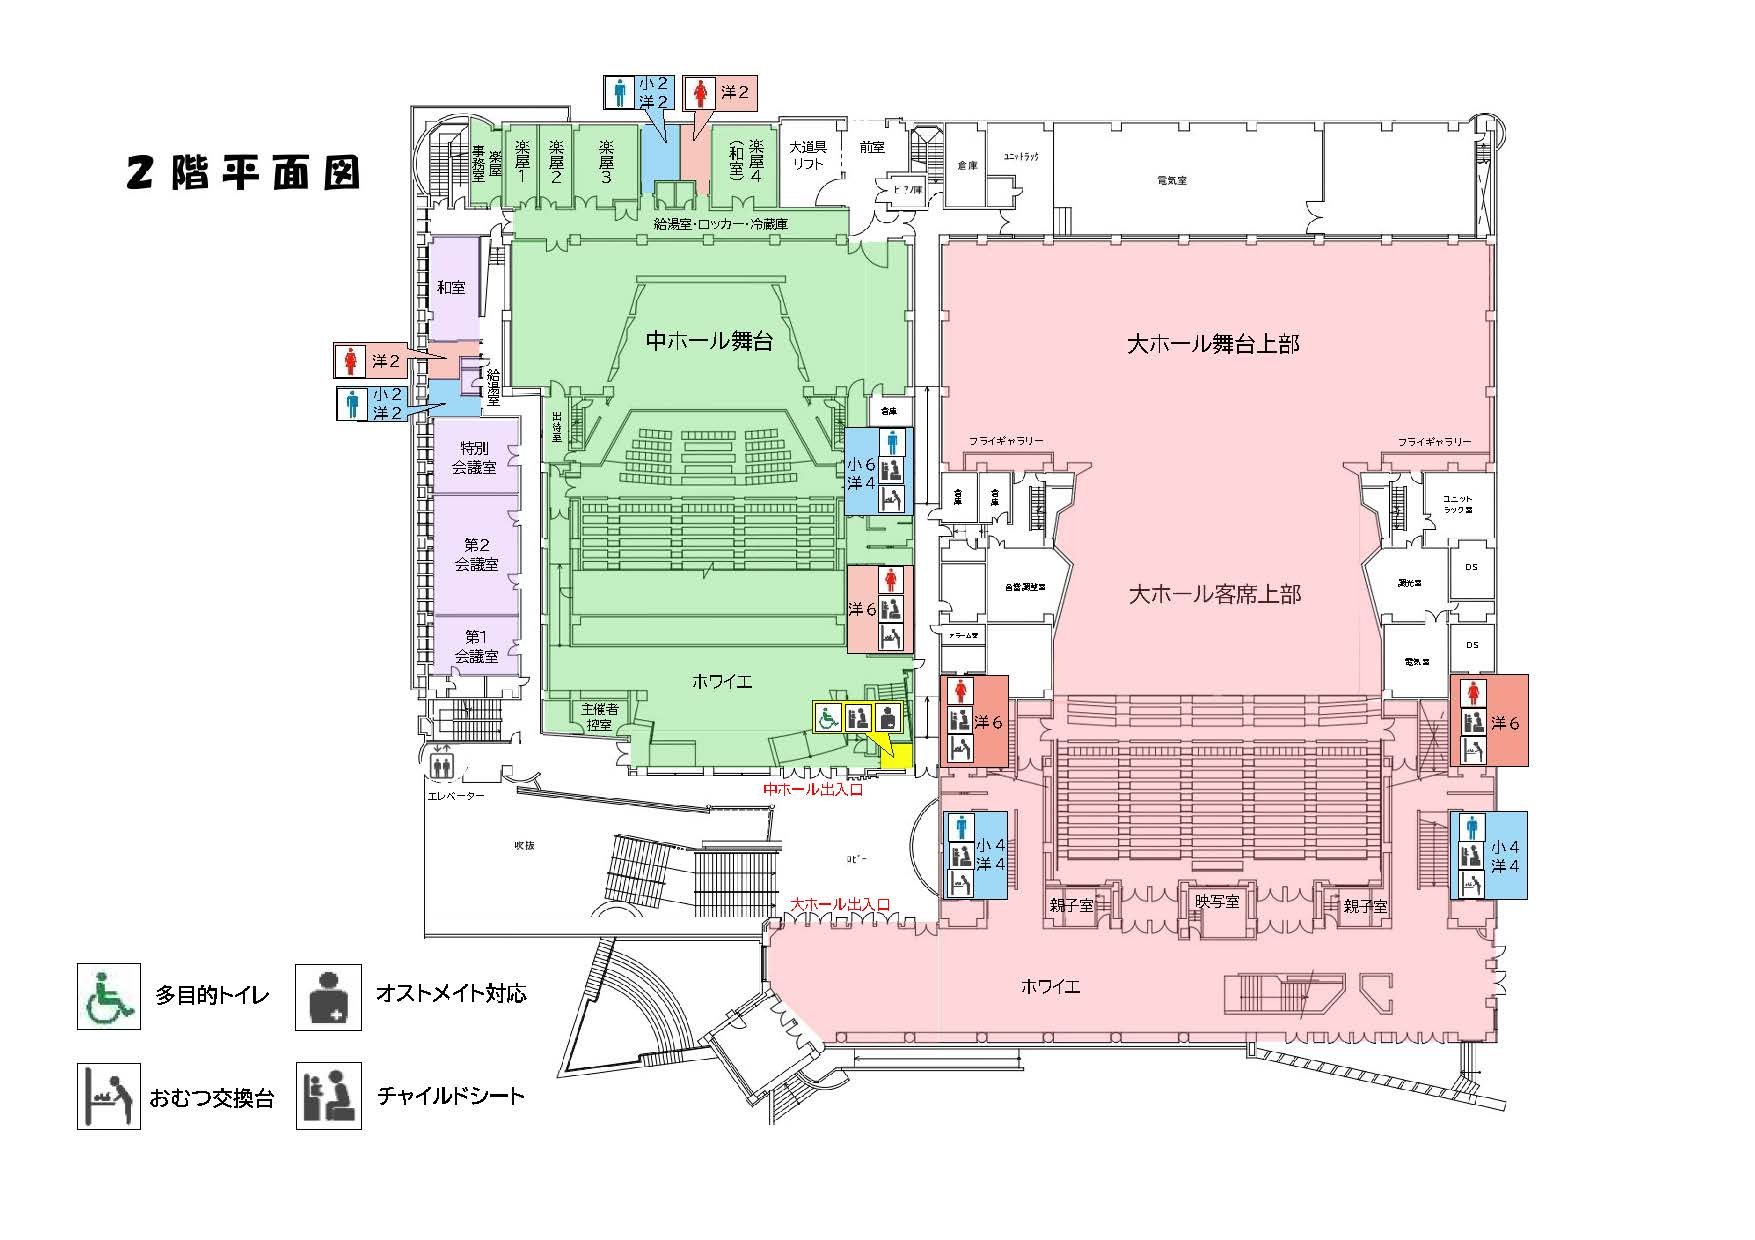 2階平面図
小2
洋2
洋2
楽屋
事務室
楽屋1
楽屋2
楽屋3
楽屋4
(和室)
大道具
リフト
前室
倉庫
ユニットラック
電気室
ピアノ庫
給湯室・ロッカー・冷蔵庫
和室
中ホール舞台
大ホール舞台上部
洋2
小2
洋2
給湯室
出待室
倉庫
フライギャラリー
フライギャラリー
特別
会議室
小6
洋4
倉庫
倉庫
ユニット
ラック室
第2
会議室
音響調整室
大ホール客席上部
調光室
DS
洋6
第1
会議室
アラーム室
電気室
DS
ホワイエ
主催者
控室
洋6
洋6
エレベーター
中ホール出入口
吹抜
ロビー
小4
洋4
小4
洋4
大ホール出入口
親子室
映写室
親子室
ホワイエ
多目的トイレ
オストメイト対応
おむつ交換台
チャイルドシート